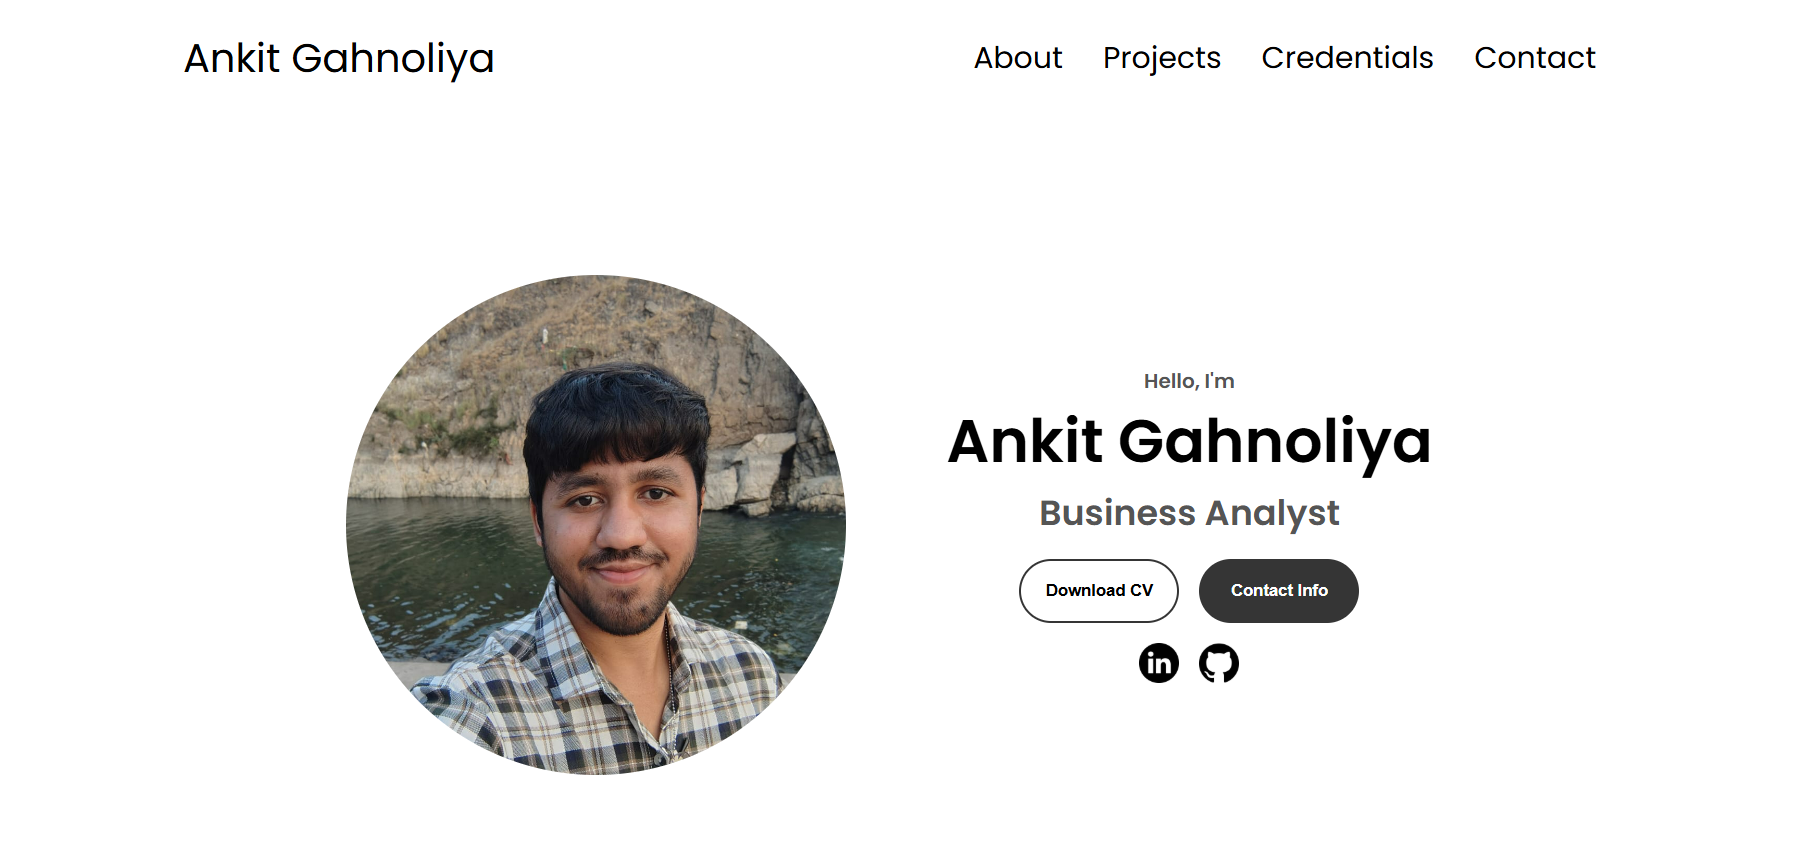 Ankit Gahnoliya
About Projects Credentials Contact
Hello, I'm
Ankit Gahnoliya
Business Analyst
Download CV Contact Info
in